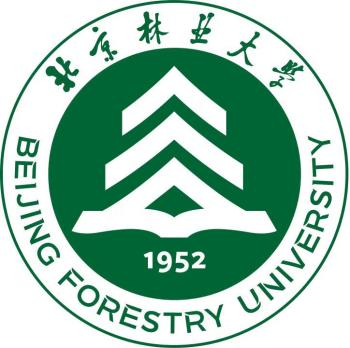 北京林业大学
1952
BEIJING FORESTRY UNIVERSITY